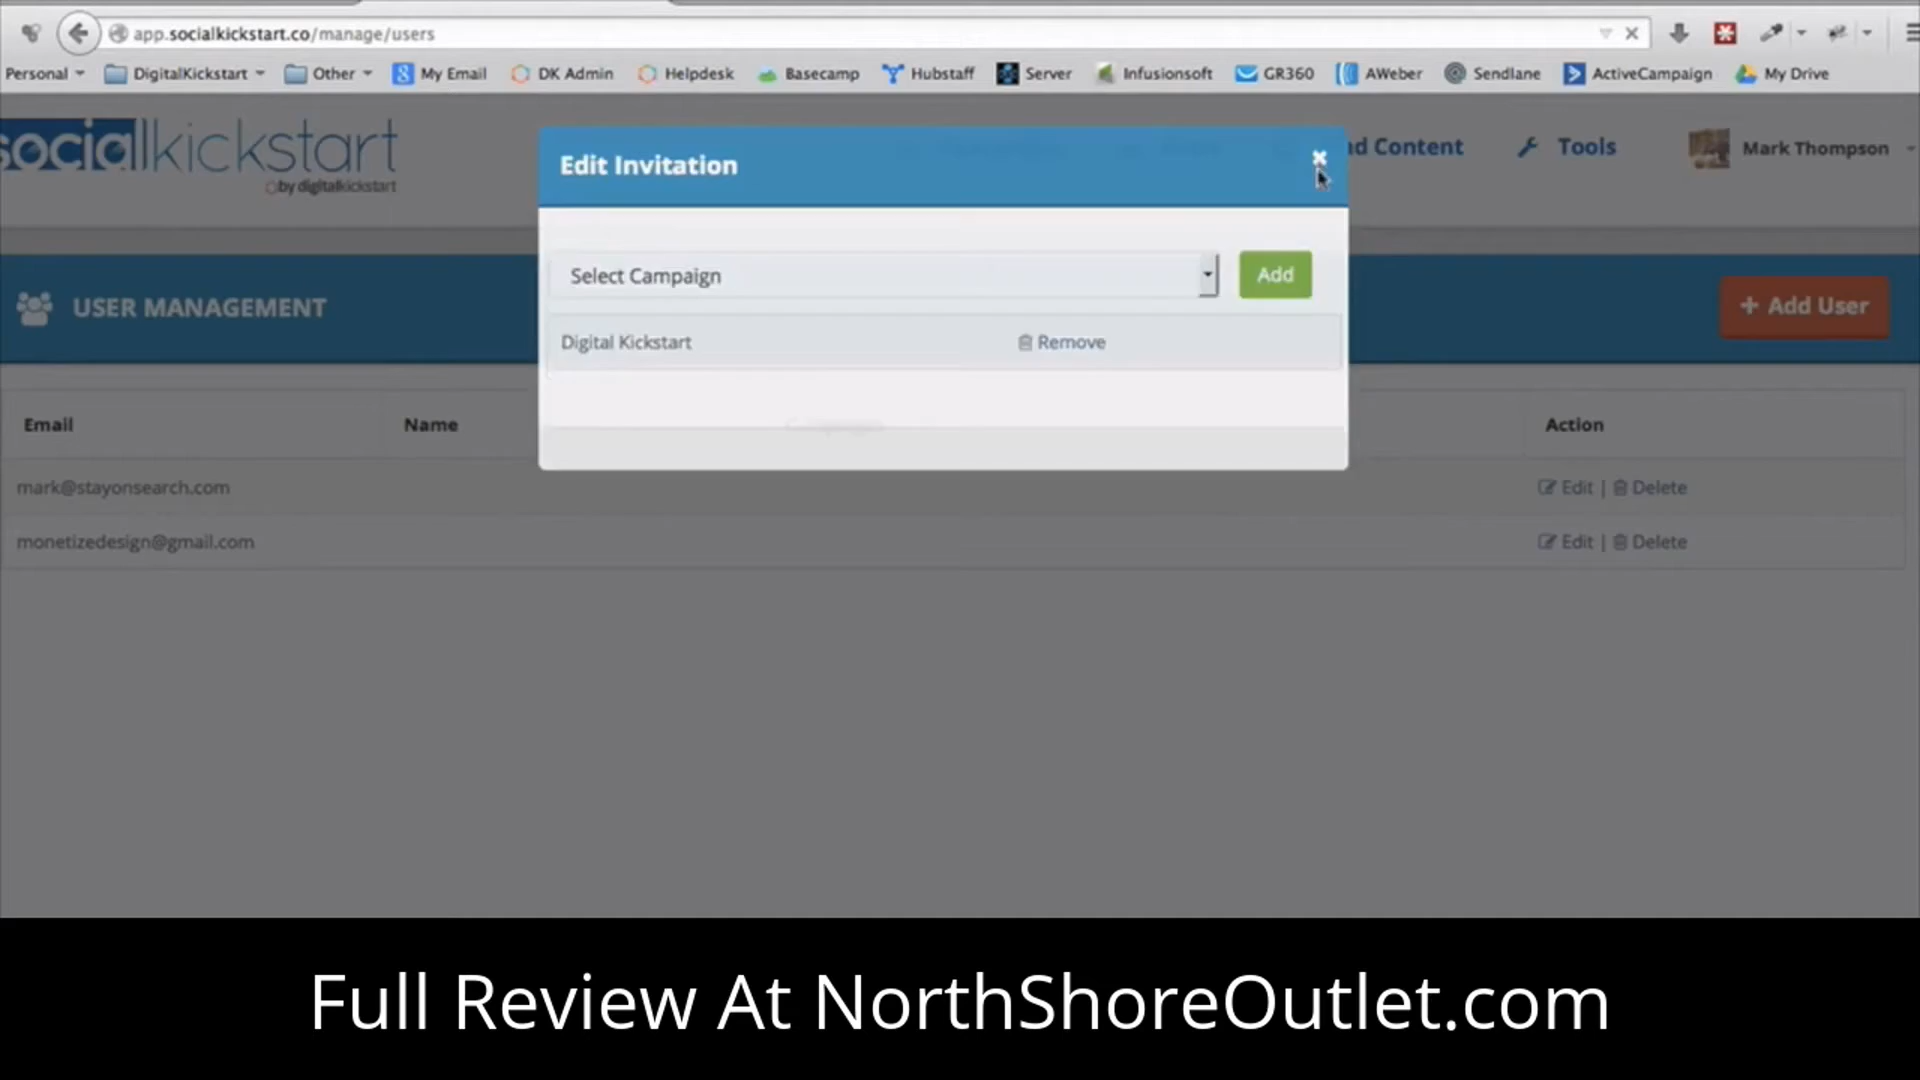 app.socialkickstart.co/manage/users
Personal DigitalKickstart Other My Email DK Admin Helpdesk Basecamp Hubstaff Server Infusionsoft GR360 AWeber Sendlane ActiveCampaign My Drive
socialkickstart
by digitalkickstart
Content Tools Mark Thompson
Edit Invitation
Select Campaign Add
Digital Kickstart Remove
USER MANAGEMENT + Add User
Email Name Action
mark@stayonsearch.com Edit | Delete
monetizedesign@gmail.com Edit | Delete
Full Review At NorthShoreOutlet.com